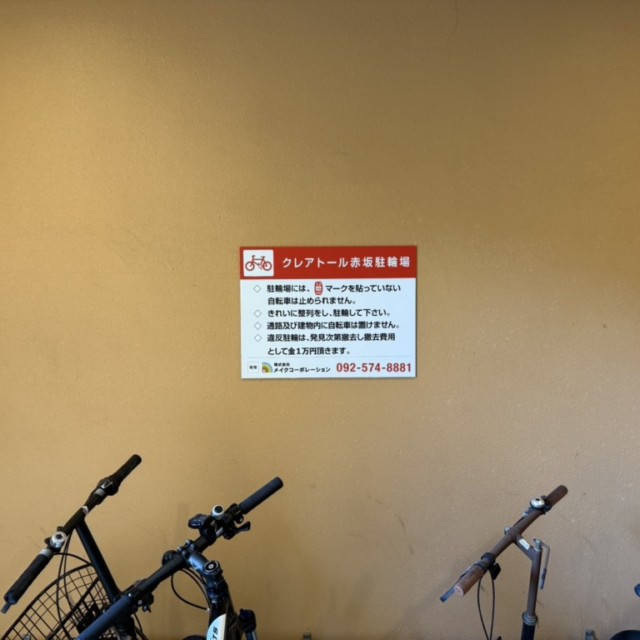 クレアトール赤坂駐輪場
◇ 駐輪場には、マークを貼っていない
自転車は止められません。
◇ きれいに整列をし、駐輪して下さい。
◇ 通路及び建物内に自転車は置けません。
◇ 違反駐輪は、発見次第撤去し撤去費用
として金1万円頂きます。
株式会社
メイクコーポレーション 092-574-8881